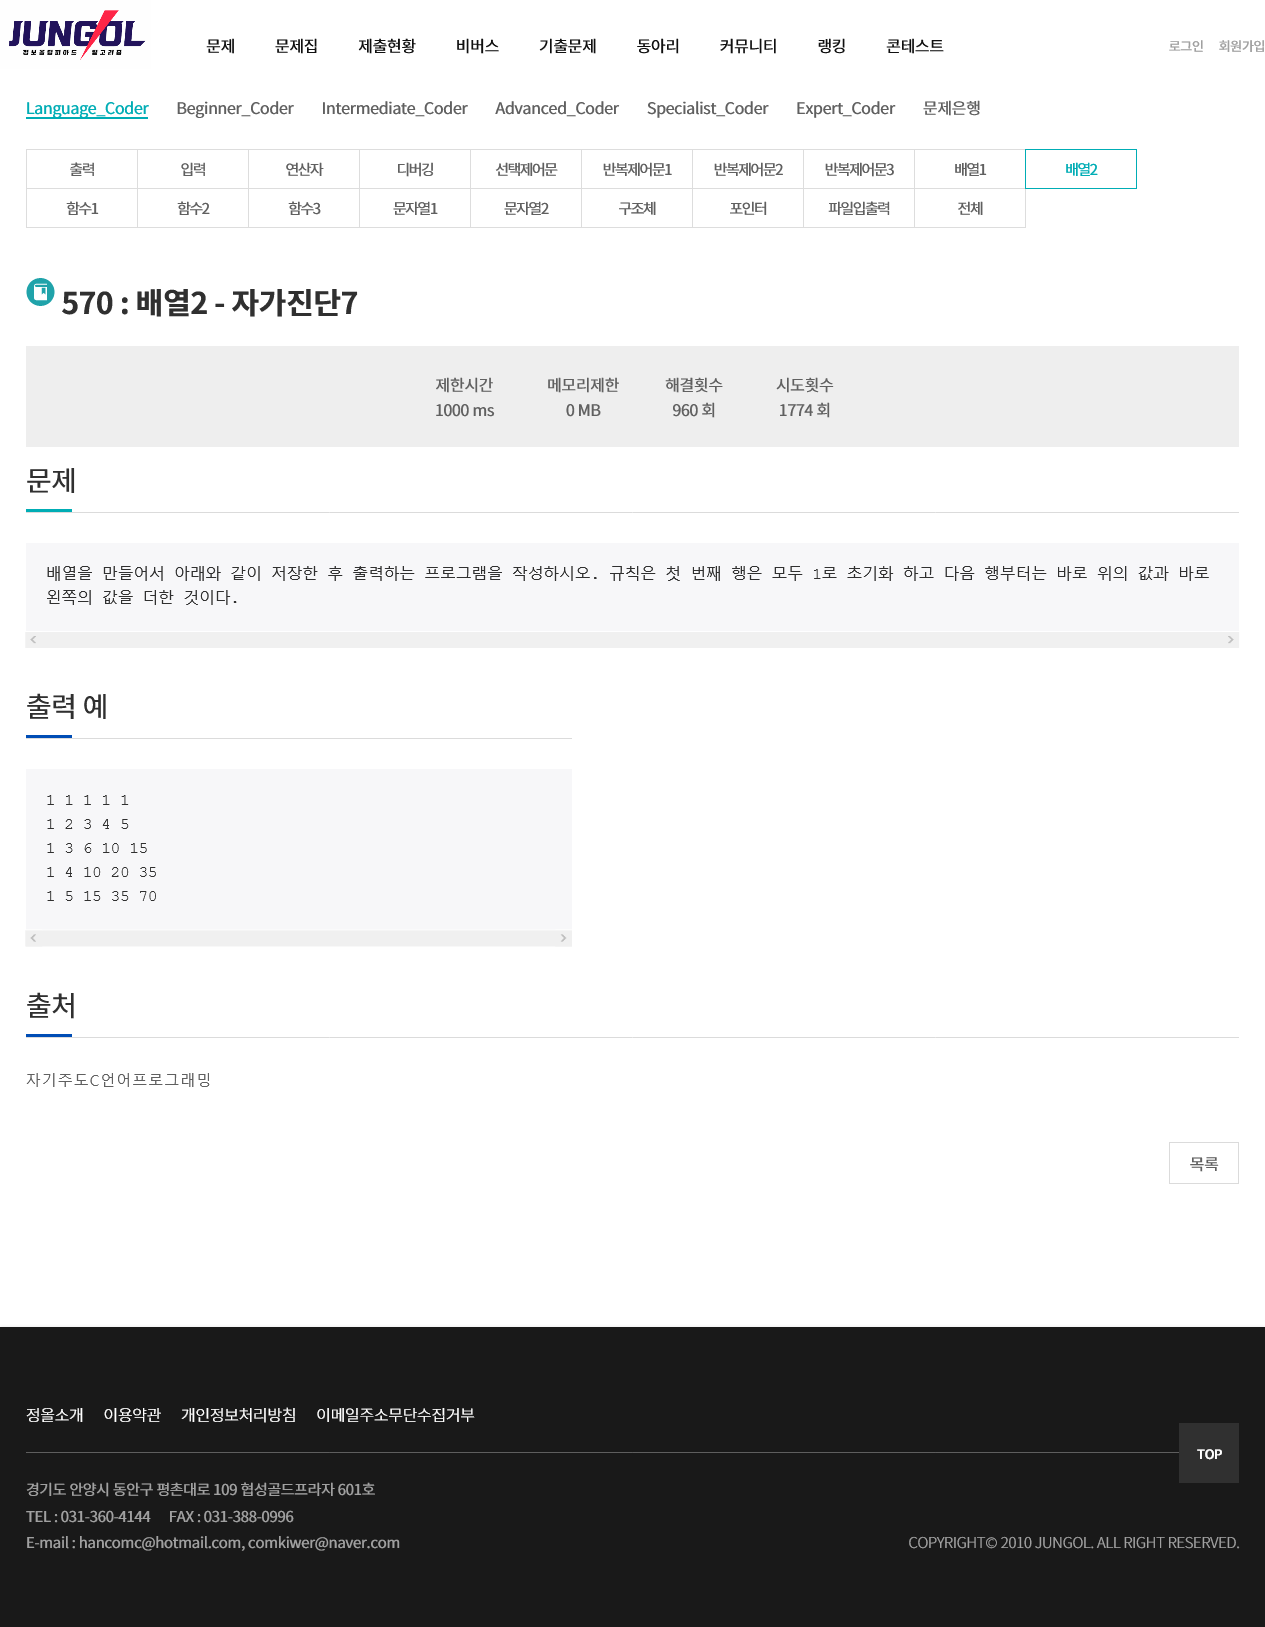 JUNGOL
정보올림피아드 알고리즘
문제 문제집 제출현황 비버스 기출문제 동아리 커뮤니티 랭킹 콘테스트 로그인 회원가입
Language_Coder Beginner_Coder Intermediate_Coder Advanced_Coder Specialist_Coder Expert_Coder 문제은행
출력 입력 연산자 디버깅 선택제어문 반복제어문1 반복제어문2 반복제어문3 배열1 배열2
함수1 함수2 함수3 문자열1 문자열2 구조체 포인터 파일입출력 전체
570 : 배열2 - 자가진단7
제한시간 메모리제한 해결횟수 시도횟수
1000 ms 0 MB 960 회 1774 회
문제
배열을 만들어서 아래와 같이 저장한 후 출력하는 프로그램을 작성하시오. 규칙은 첫 번째 행은 모두 1로 초기화 하고 다음 행부터는 바로 위의 값과 바로
왼쪽의 값을 더한 것이다.
출력 예
1 1 1 1 1
1 2 3 4 5
1 3 6 10 15
1 4 10 20 35
1 5 15 35 70
출처
자기주도C언어프로그래밍
목록
정올소개 이용약관 개인정보처리방침 이메일주소무단수집거부
TOP
경기도 안양시 동안구 평촌대로 109 협성골드프라자 601호
TEL : 031-360-4144 FAX : 031-388-0996
E-mail : hancomc@hotmail.com, comkiwer@naver.com COPYRIGHT© 2010 JUNGOL. ALL RIGHT RESERVED.